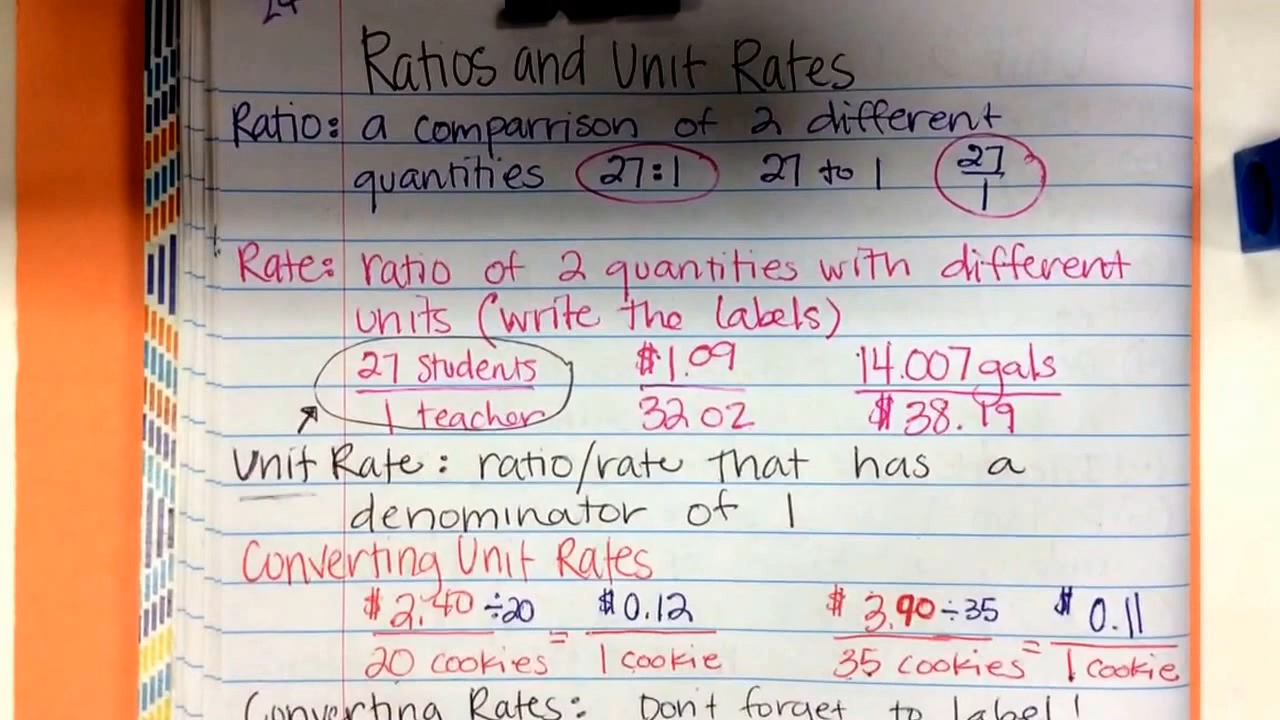 24
Ratios and Unit Rates
Ratio: a comparrison of 2 different
quantities 27:1 27 to 1 27/1
Rate: ratio of 2 quantities with different
units (write the labels)
27 students $1.09 14.007 gals
1 teacher 32 oz $38.79
Unit Rate: ratio/rate that has a
denominator of 1
Converting Unit Rates
$2.40 ÷20 = $0.12 $3.90 ÷35 = $0.11
20 cookies 1 cookie 35 cookies 1 cookie
Converting Rates: Don't forget to label!